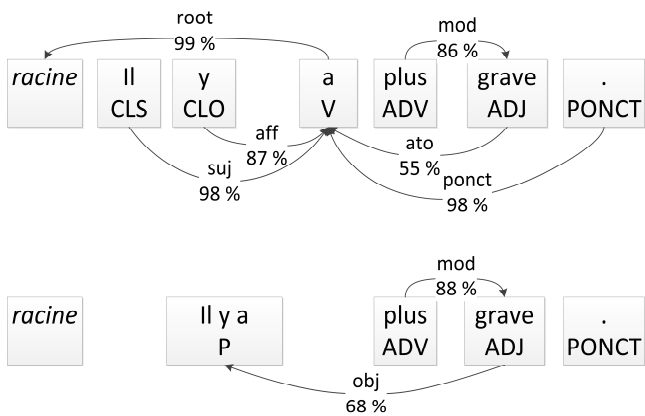 root
99 %
mod
86 %
racine Il y a plus grave .
CLS CLO V ADV ADJ PONCT
aff
87 %
ato
55 %
suj
98 %
ponct
98 %
mod
88 %
racine Il y a plus grave .
P ADV ADJ PONCT
obj
68 %